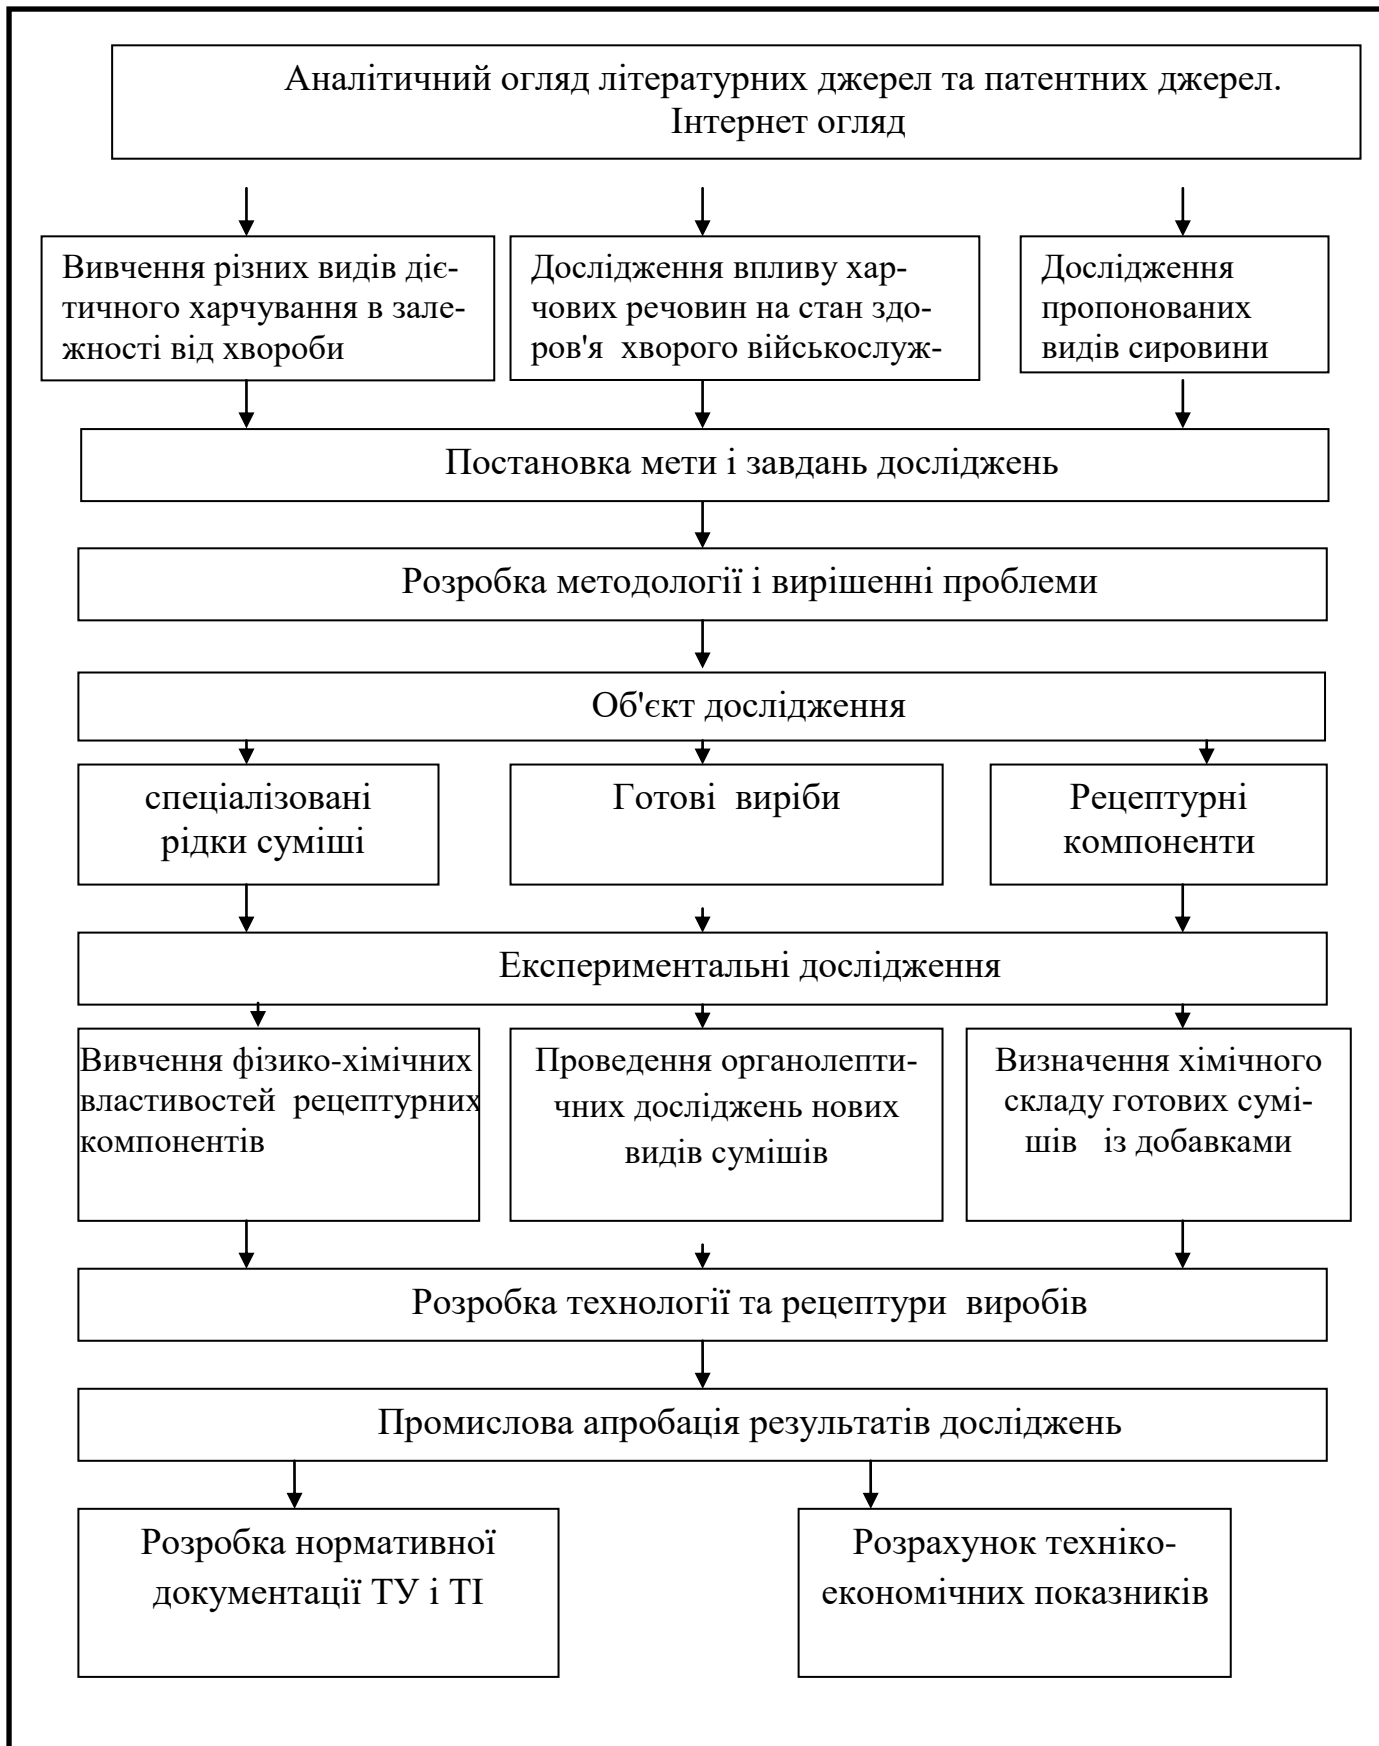 Аналітичний огляд літературних джерел та патентних джерел.
Інтернет огляд
Вивчення різних видів діє-
тичного харчування в зале-
жності від хвороби
Дослідження впливу хар-
чових речовин на стан здо-
ров'я хворого військослуж-
Дослідження
пропонованих
видів сировини
Постановка мети і завдань досліджень
Розробка методології і вирішенні проблеми
Об'єкт дослідження
спеціалізовані
рідки суміші
Готові виріби
Рецептурні
компоненти
Експериментальні дослідження
Вивчення фізико-хімічних
властивостей рецептурних
компонентів
Проведення органолепти-
чних досліджень нових
видів сумішів
Визначення хімічного
складу готових сумі-
шів із добавками
Розробка технології та рецептури виробів
Промислова апробація результатів досліджень
Розробка нормативної
документації ТУ і ТІ
Розрахунок техніко-
економічних показників